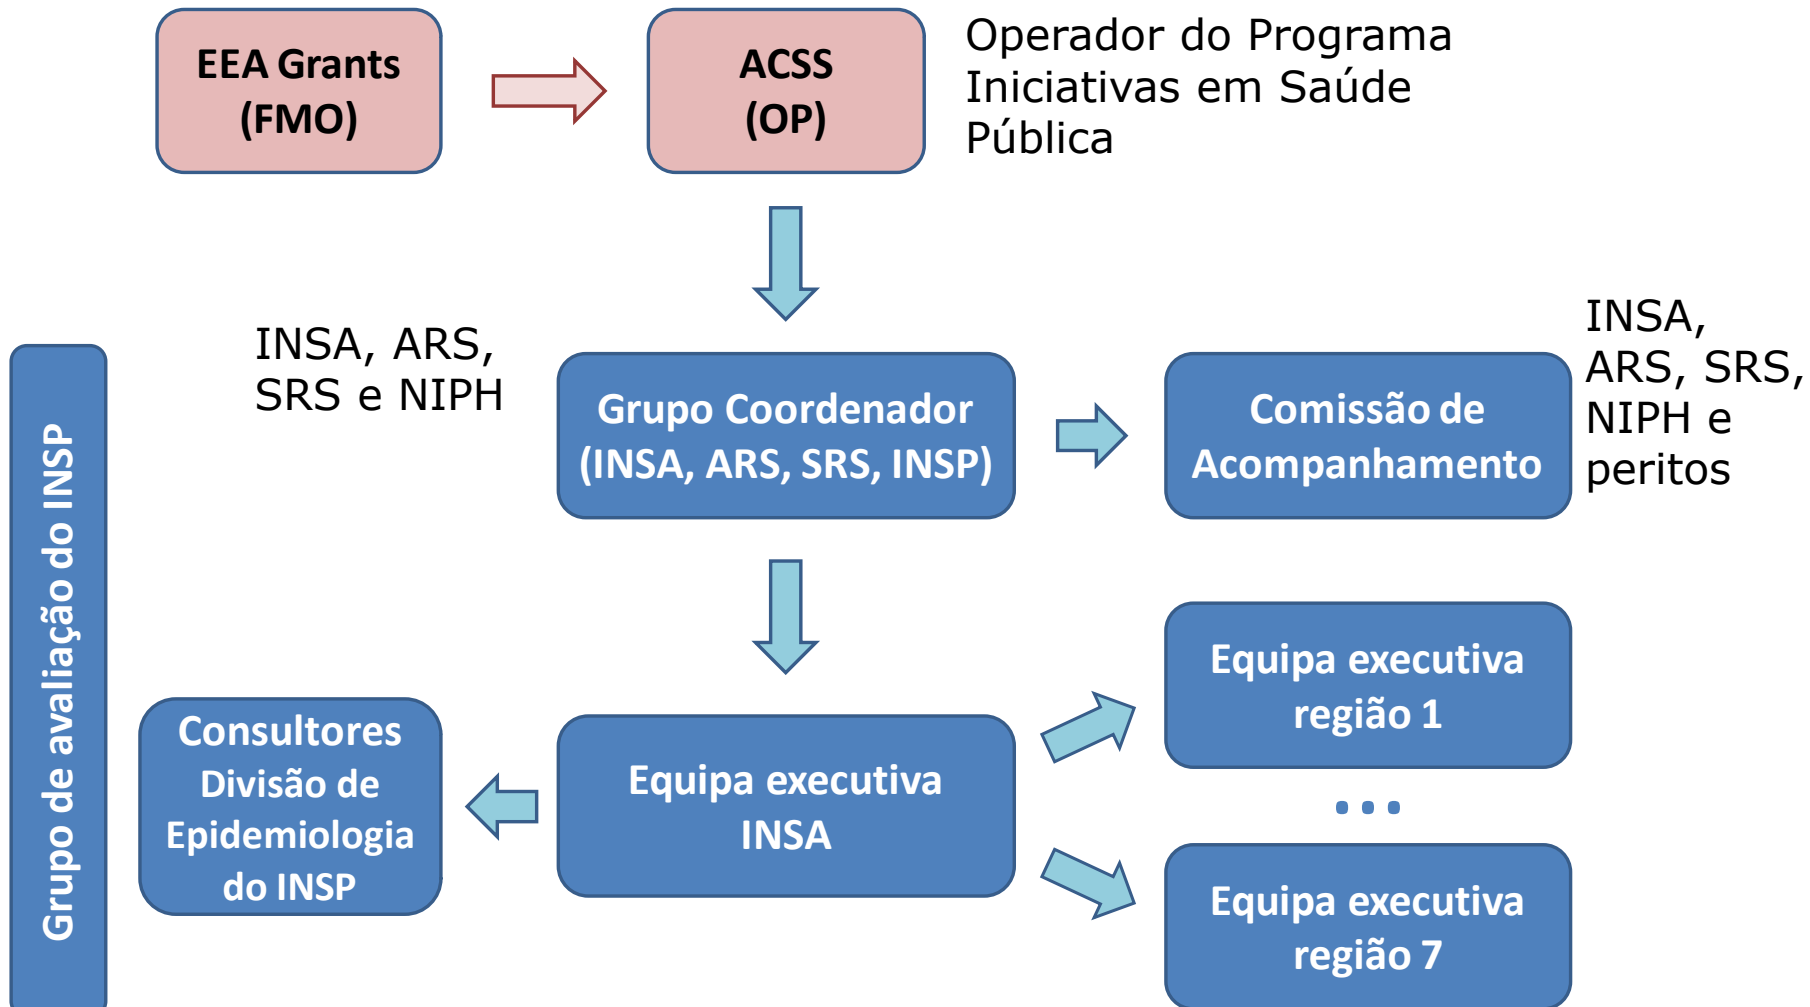 EEA Grants
(FMO)
ACSS
(OP)
Operador do Programa
Iniciativas em Saúde
Pública
INSA, ARS,
SRS e NIPH
Grupo Coordenador
(INSA, ARS, SRS, INSP)
Comissão de
Acompanhamento
INSA,
ARS, SRS,
NIPH e
peritos
Grupo de avaliação do INSP
Consultores
Divisão de
Epidemiologia
do INSP
Equipa executiva
INSA
Equipa executiva
região 1
...
Equipa executiva
região 7